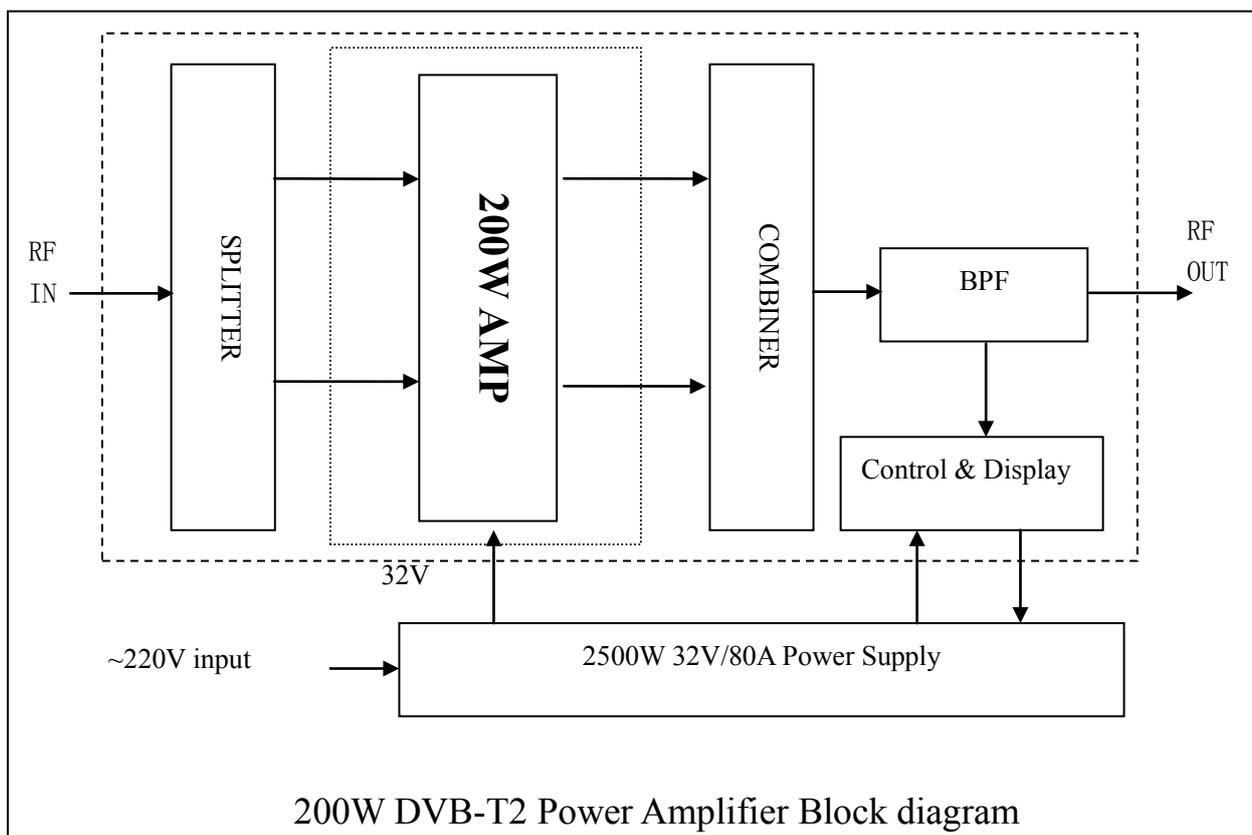 RF
IN
SPLITTER
200W AMP
COMBINER
BPF
RF
OUT
Control & Display
32V
~220V input
2500W 32V/80A Power Supply
200W DVB-T2 Power Amplifier Block diagram